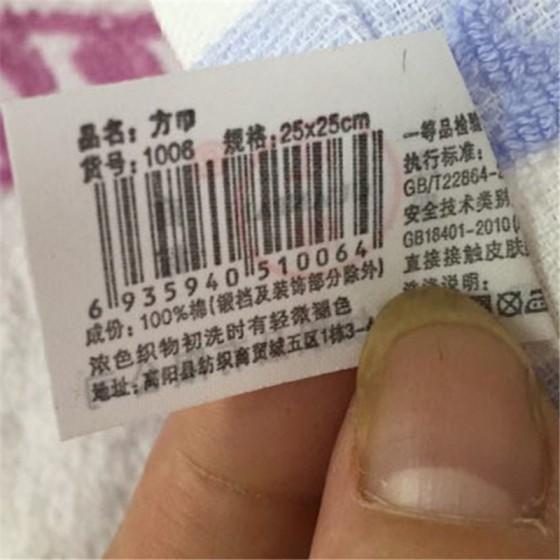 品名：方巾
货号：1006 规格：25x25cm
6 935940 510064
成份：100%棉(缎挡及装饰部分除外)
浓色织物初洗时有轻微褪色
地址：高阳县纺织商贸城五区1栋3-
一等品检验
执行标准：
GB/T22864-
安全技术类别
GB18401-2010
直接接触皮肤
洗涤说明：